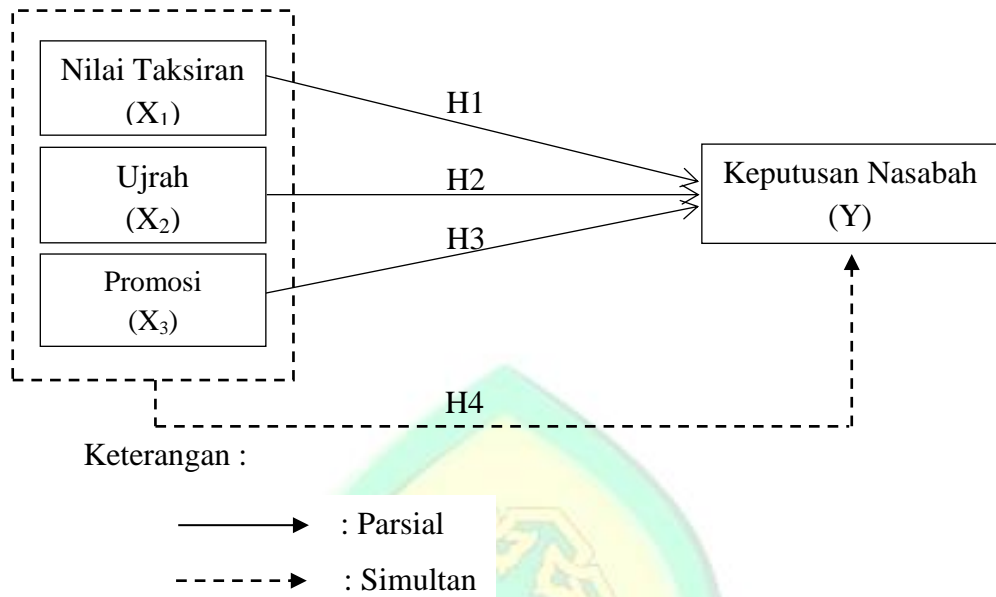 Nilai Taksiran
(X₁)
H1
Ujrah
(X₂)
H2
Keputusan Nasabah
(Y)
H3
Promosi
(X₃)
H4
Keterangan :
: Parsial
: Simultan